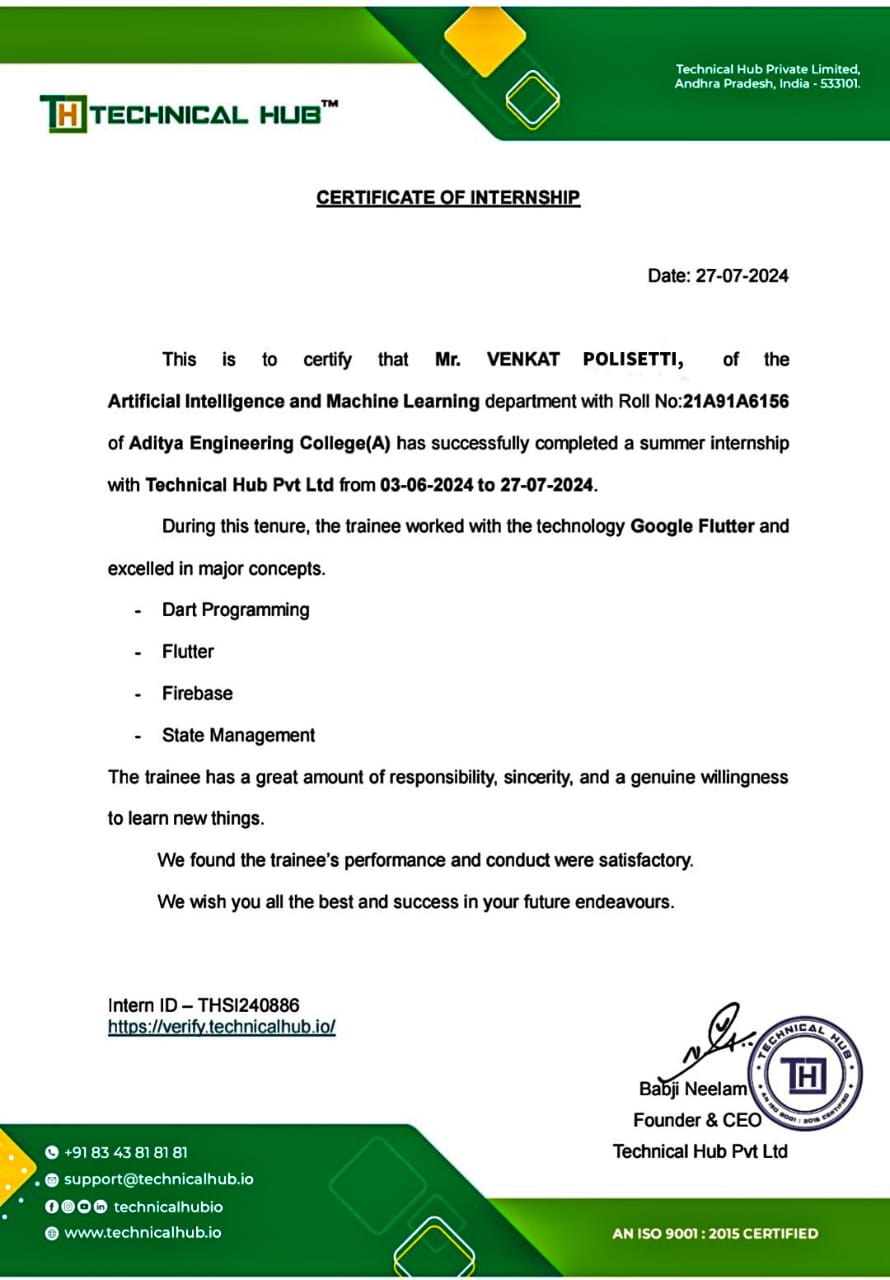 Technical Hub Private Limited,
Andhra Pradesh, India - 533101.
TH TECHNICAL HUB™
CERTIFICATE OF INTERNSHIP
Date: 27-07-2024
This is to certify that Mr. VENKAT POLISETTI, of the
Artificial Intelligence and Machine Learning department with Roll No:21A91A6156
of Aditya Engineering College(A) has successfully completed a summer internship
with Technical Hub Pvt Ltd from 03-06-2024 to 27-07-2024.
During this tenure, the trainee worked with the technology Google Flutter and
excelled in major concepts.
- Dart Programming
- Flutter
- Firebase
- State Management
The trainee has a great amount of responsibility, sincerity, and a genuine willingness
to learn new things.
We found the trainee's performance and conduct were satisfactory.
We wish you all the best and success in your future endeavours.
Intern ID – THSI240886
https://verify.technicalhub.io/
TECHNICAL HUB
TH
AN ISO 9001 : 2015 CERTIFIED
Babji Neelam
Founder & CEO
Technical Hub Pvt Ltd
+91 83 43 81 81 81
support@technicalhub.io
technicalhubio
www.technicalhub.io
AN ISO 9001 : 2015 CERTIFIED